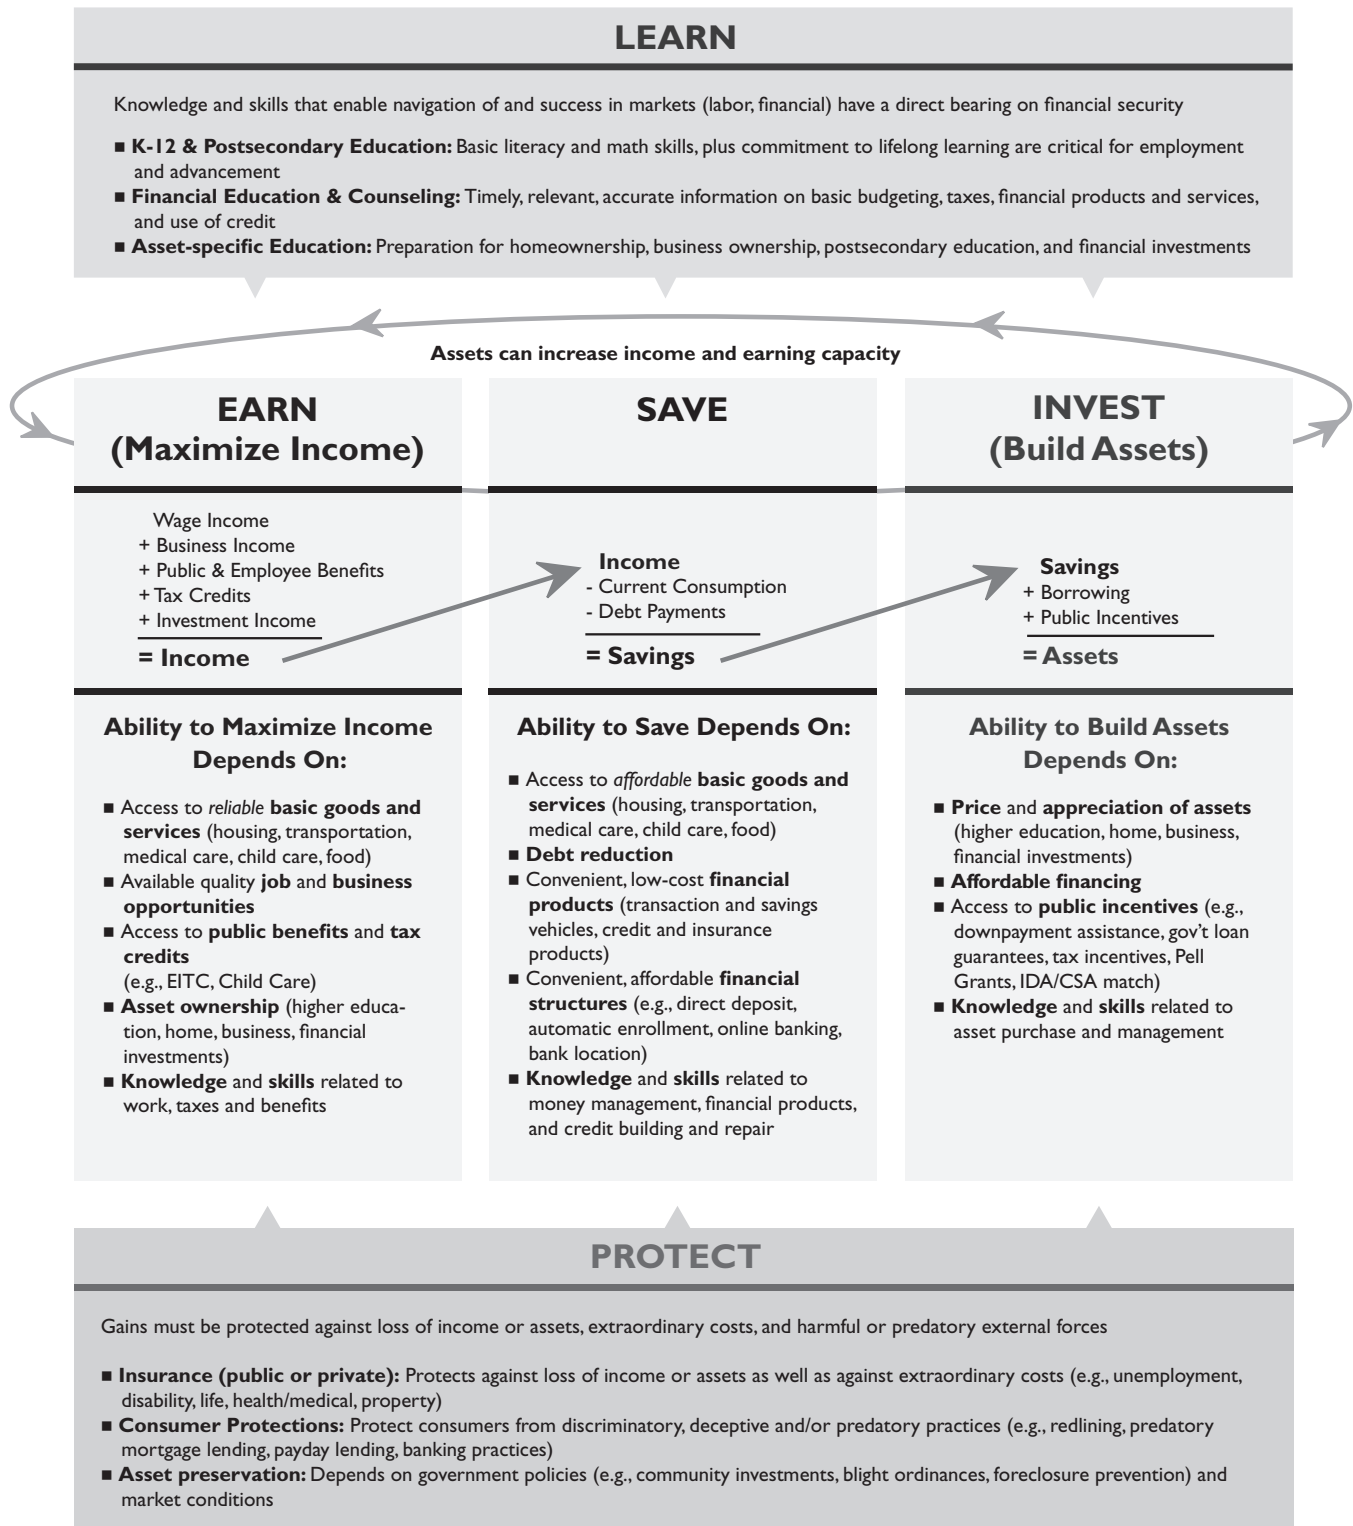 LEARN
Knowledge and skills that enable navigation of and success in markets (labor, financial) have a direct bearing on financial security
■ K-12 & Postsecondary Education: Basic literacy and math skills, plus commitment to lifelong learning are critical for employment
and advancement
■ Financial Education & Counseling: Timely, relevant, accurate information on basic budgeting, taxes, financial products and services,
and use of credit
■ Asset-specific Education: Preparation for homeownership, business ownership, postsecondary education, and financial investments
Assets can increase income and earning capacity
EARN
(Maximize Income)
Wage Income
+ Business Income
+ Public & Employee Benefits
+ Tax Credits
+ Investment Income
= Income
Ability to Maximize Income
Depends On:
■ Access to reliable basic goods and
services (housing, transportation,
medical care, child care, food)
■ Available quality job and business
opportunities
■ Access to public benefits and tax
credits
(e.g., EITC, Child Care)
■ Asset ownership (higher educa-
tion, home, business, financial
investments)
■ Knowledge and skills related to
work, taxes and benefits
SAVE
Income
- Current Consumption
- Debt Payments
= Savings
Ability to Save Depends On:
■ Access to affordable basic goods and
services (housing, transportation,
medical care, child care, food)
■ Debt reduction
■ Convenient, low-cost financial
products (transaction and savings
vehicles, credit and insurance
products)
■ Convenient, affordable financial
structures (e.g., direct deposit,
automatic enrollment, online banking,
bank location)
■ Knowledge and skills related to
money management, financial products,
and credit building and repair
INVEST
(Build Assets)
Savings
+ Borrowing
+ Public Incentives
= Assets
Ability to Build Assets
Depends On:
■ Price and appreciation of assets
(higher education, home, business,
financial investments)
■ Affordable financing
■ Access to public incentives (e.g.,
downpayment assistance, gov't loan
guarantees, tax incentives, Pell
Grants, IDA/CSA match)
■ Knowledge and skills related to
asset purchase and management
PROTECT
Gains must be protected against loss of income or assets, extraordinary costs, and harmful or predatory external forces
■ Insurance (public or private): Protects against loss of income or assets as well as against extraordinary costs (e.g., unemployment,
disability, life, health/medical, property)
■ Consumer Protections: Protect consumers from discriminatory, deceptive and/or predatory practices (e.g., redlining, predatory
mortgage lending, payday lending, banking practices)
■ Asset preservation: Depends on government policies (e.g., community investments, blight ordinances, foreclosure prevention) and
market conditions